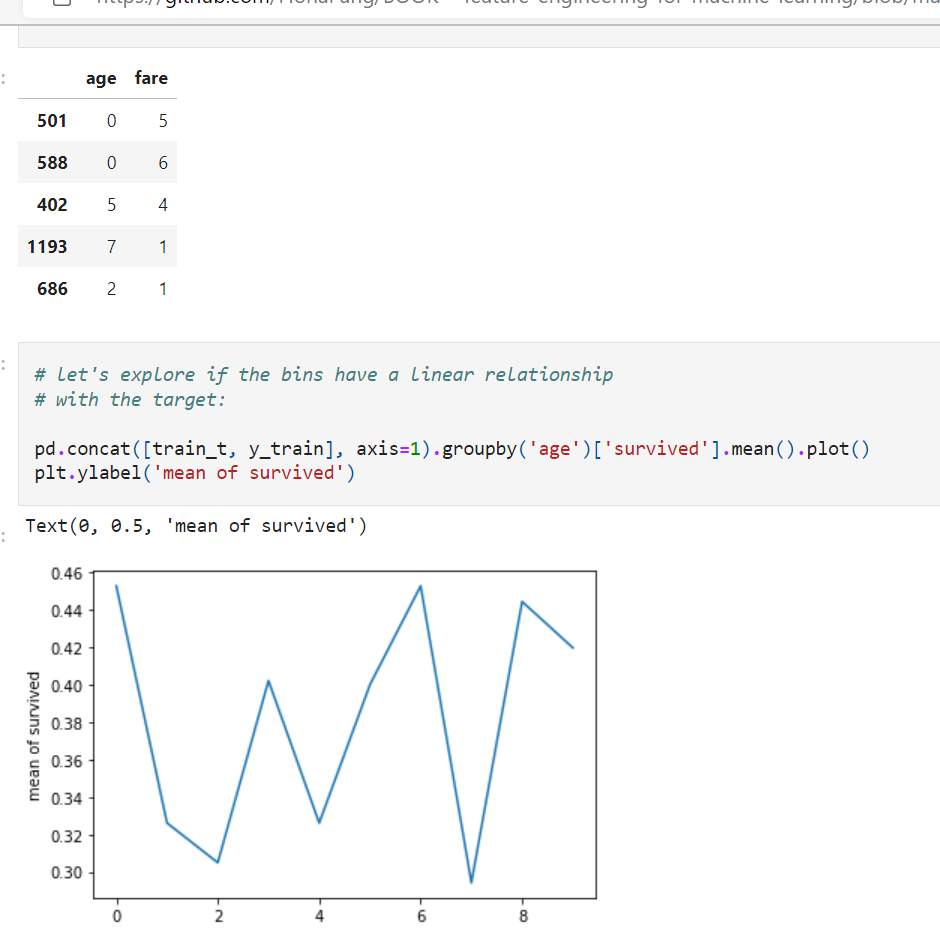 age fare
501 0 5
588 0 6
402 5 4
1193 7 1
686 2 1
# let's explore if the bins have a linear relationship
# with the target:
pd.concat([train_t, y_train], axis=1).groupby('age')['survived'].mean().plot()
plt.ylabel('mean of survived')
Text(0, 0.5, 'mean of survived')
0.46
0.44
0.42
0.40
0.38
0.36
0.34
0.32
0.30
mean of survived
0 2 4 6 8